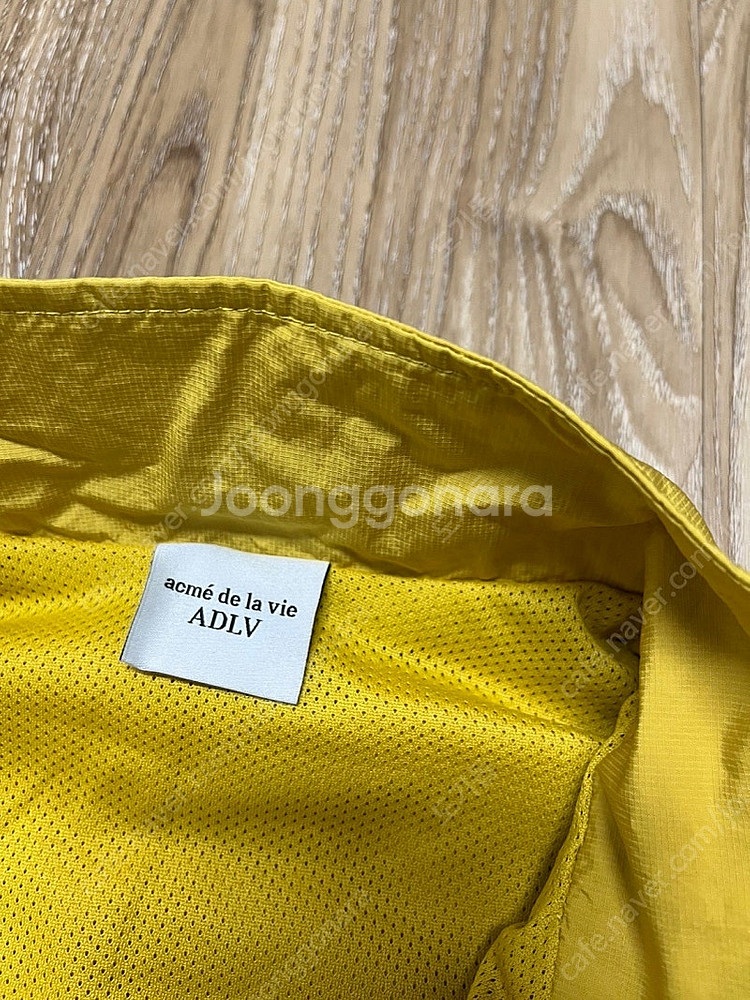 Joonggonara
acmé de la vie
ADLV